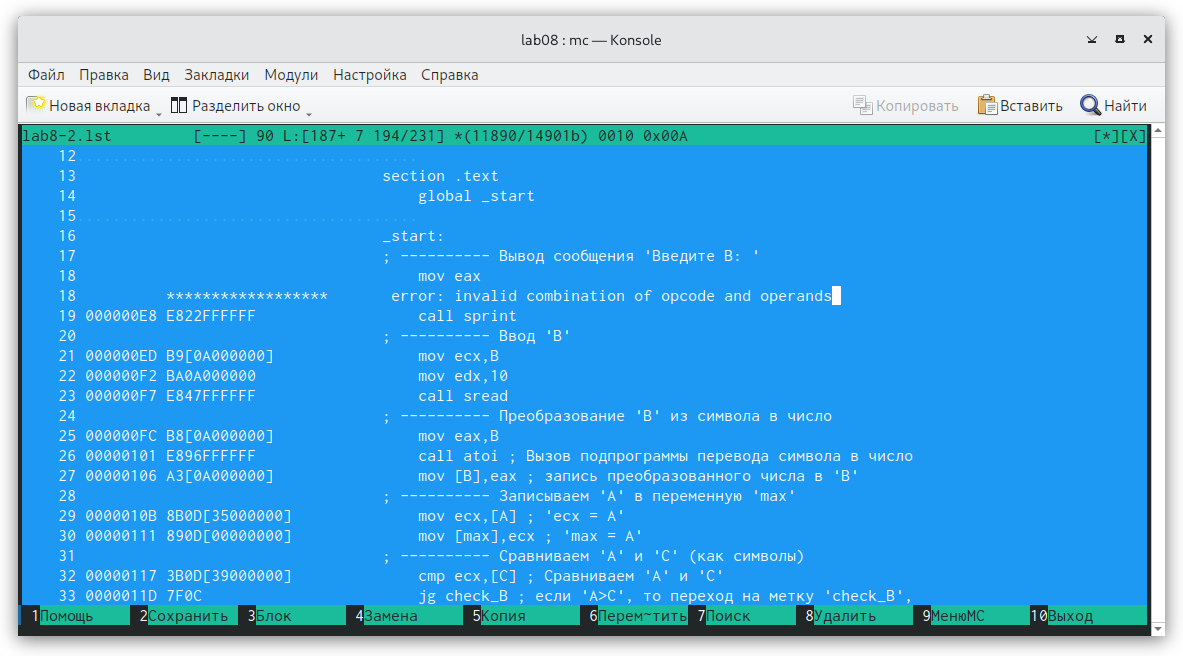 lab08 : mc — Konsole
Файл Правка Вид Закладки Модули Настройка Справка
Новая вкладка Разделить окно Копировать Вставить Найти
lab8-2.lst [----] 90 L:[187+ 7 194/231] *(11890/14901b) 0010 0x00A [*][X]
12
13 section .text
14 global _start
15
16 _start:
17 ; ---------- Вывод сообщения 'Введите B: '
18 mov eax
18 ****************** error: invalid combination of opcode and operands
19 000000E8 E822FFFFFF call sprint
20 ; ---------- Ввод 'B'
21 000000ED B9[0A000000] mov ecx,B
22 000000F2 BA0A000000 mov edx,10
23 000000F7 E847FFFFFF call sread
24 ; ---------- Преобразование 'B' из символа в число
25 000000FC B8[0A000000] mov eax,B
26 00000101 E896FFFFFF call atoi ; Вызов подпрограммы перевода символа в число
27 00000106 A3[0A000000] mov [B],eax ; запись преобразованного числа в 'B'
28 ; ---------- Записываем 'A' в переменную 'max'
29 0000010B 8B0D[35000000] mov ecx,[A] ; 'ecx = A'
30 00000111 890D[00000000] mov [max],ecx ; 'max = A'
31 ; ---------- Сравниваем 'A' и 'С' (как символы)
32 00000117 3B0D[39000000] cmp ecx,[C] ; Сравниваем 'A' и 'С'
33 0000011D 7F0C jg check_B ; если 'A>C', то переход на метку 'check_B',
1Помощь 2Сохранить 3Блок 4Замена 5Копия 6Перем~тить 7Поиск 8Удалить 9МенюMC 10Выход